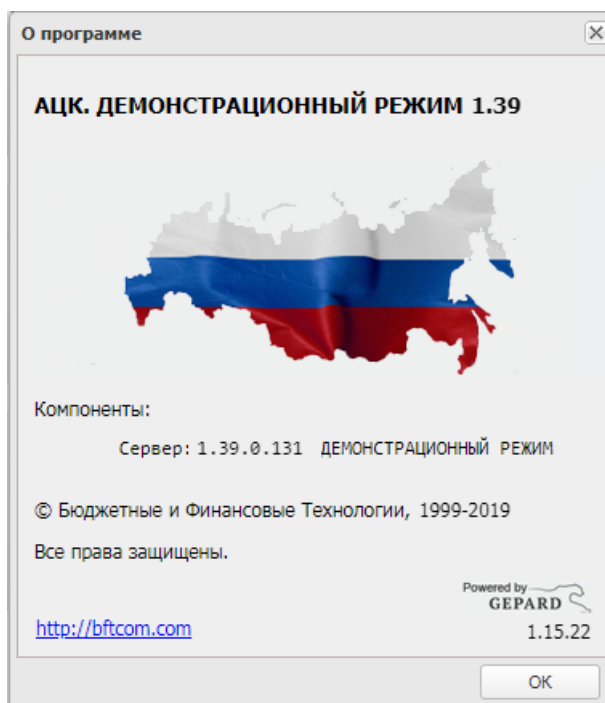 О программе
АЦК. ДЕМОНСТРАЦИОННЫЙ РЕЖИМ 1.39
Компоненты:
Сервер: 1.39.0.131 ДЕМОНСТРАЦИОННЫЙ РЕЖИМ
© Бюджетные и Финансовые Технологии, 1999-2019
Все права защищены.
Powered by
GEPARD
http://bftcom.com
1.15.22
OK